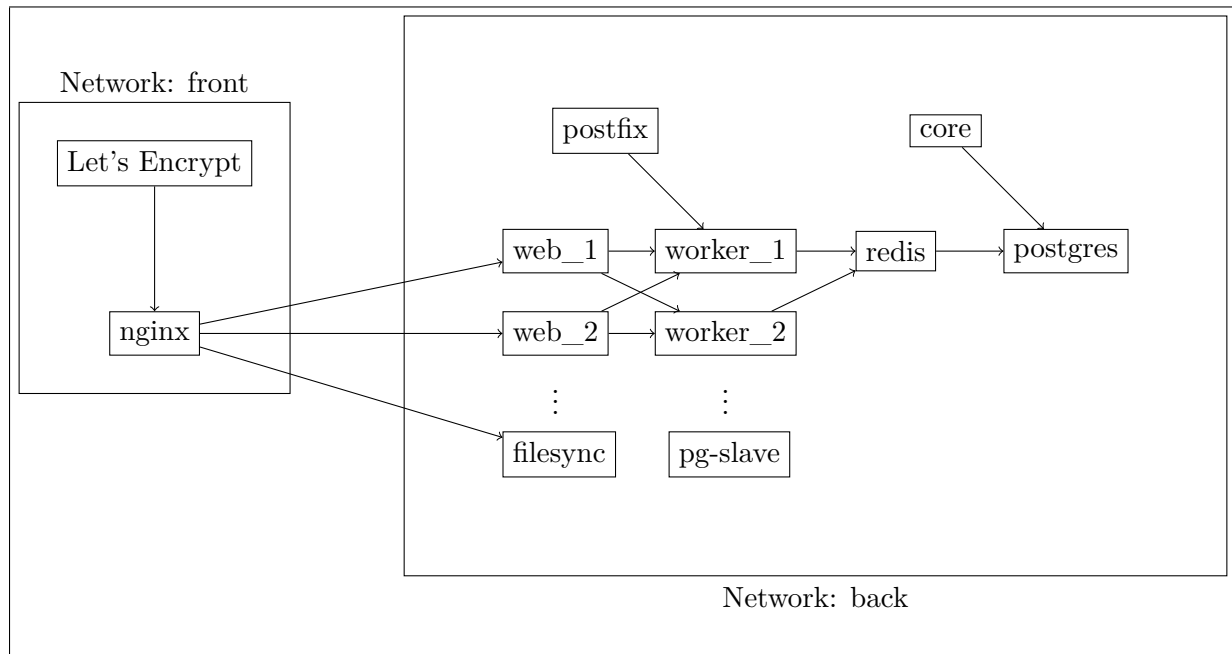 Network: front
Let's Encrypt
nginx
postfix
core
web_1
worker_1
redis
postgres
web_2
worker_2
⋮
⋮
filesync
pg-slave
Network: back